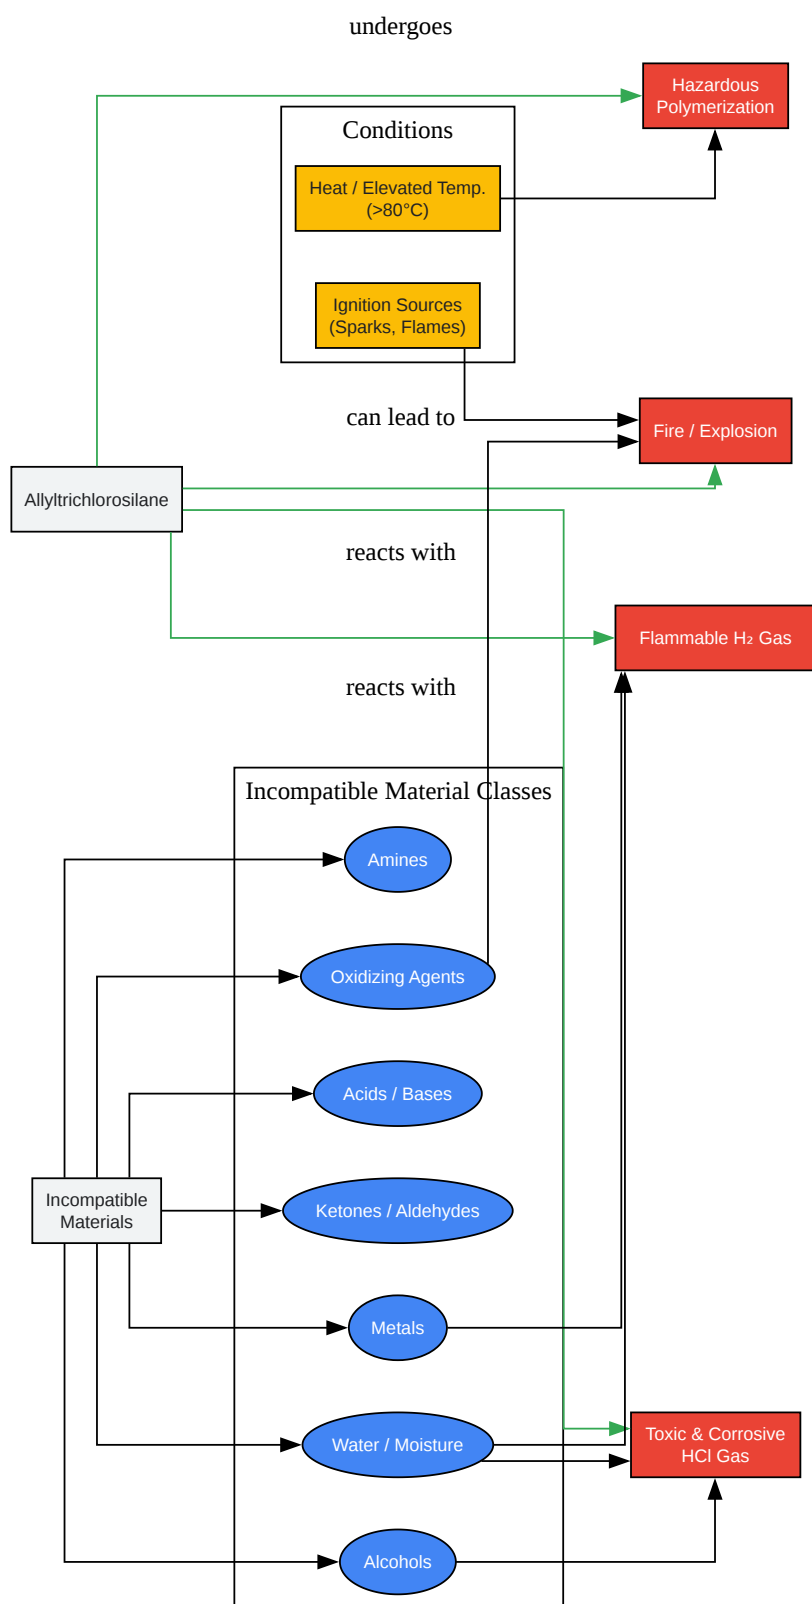 undergoes
Hazardous
Polymerization
Conditions
Heat / Elevated Temp.
(>80°C)
Ignition Sources
(Sparks, Flames)
can lead to
Fire / Explosion
Allyltrichlorosilane
reacts with
Flammable H₂ Gas
reacts with
Incompatible Material Classes
Amines
Oxidizing Agents
Acids / Bases
Incompatible
Materials
Ketones / Aldehydes
Metals
Water / Moisture
Toxic & Corrosive
HCl Gas
Alcohols